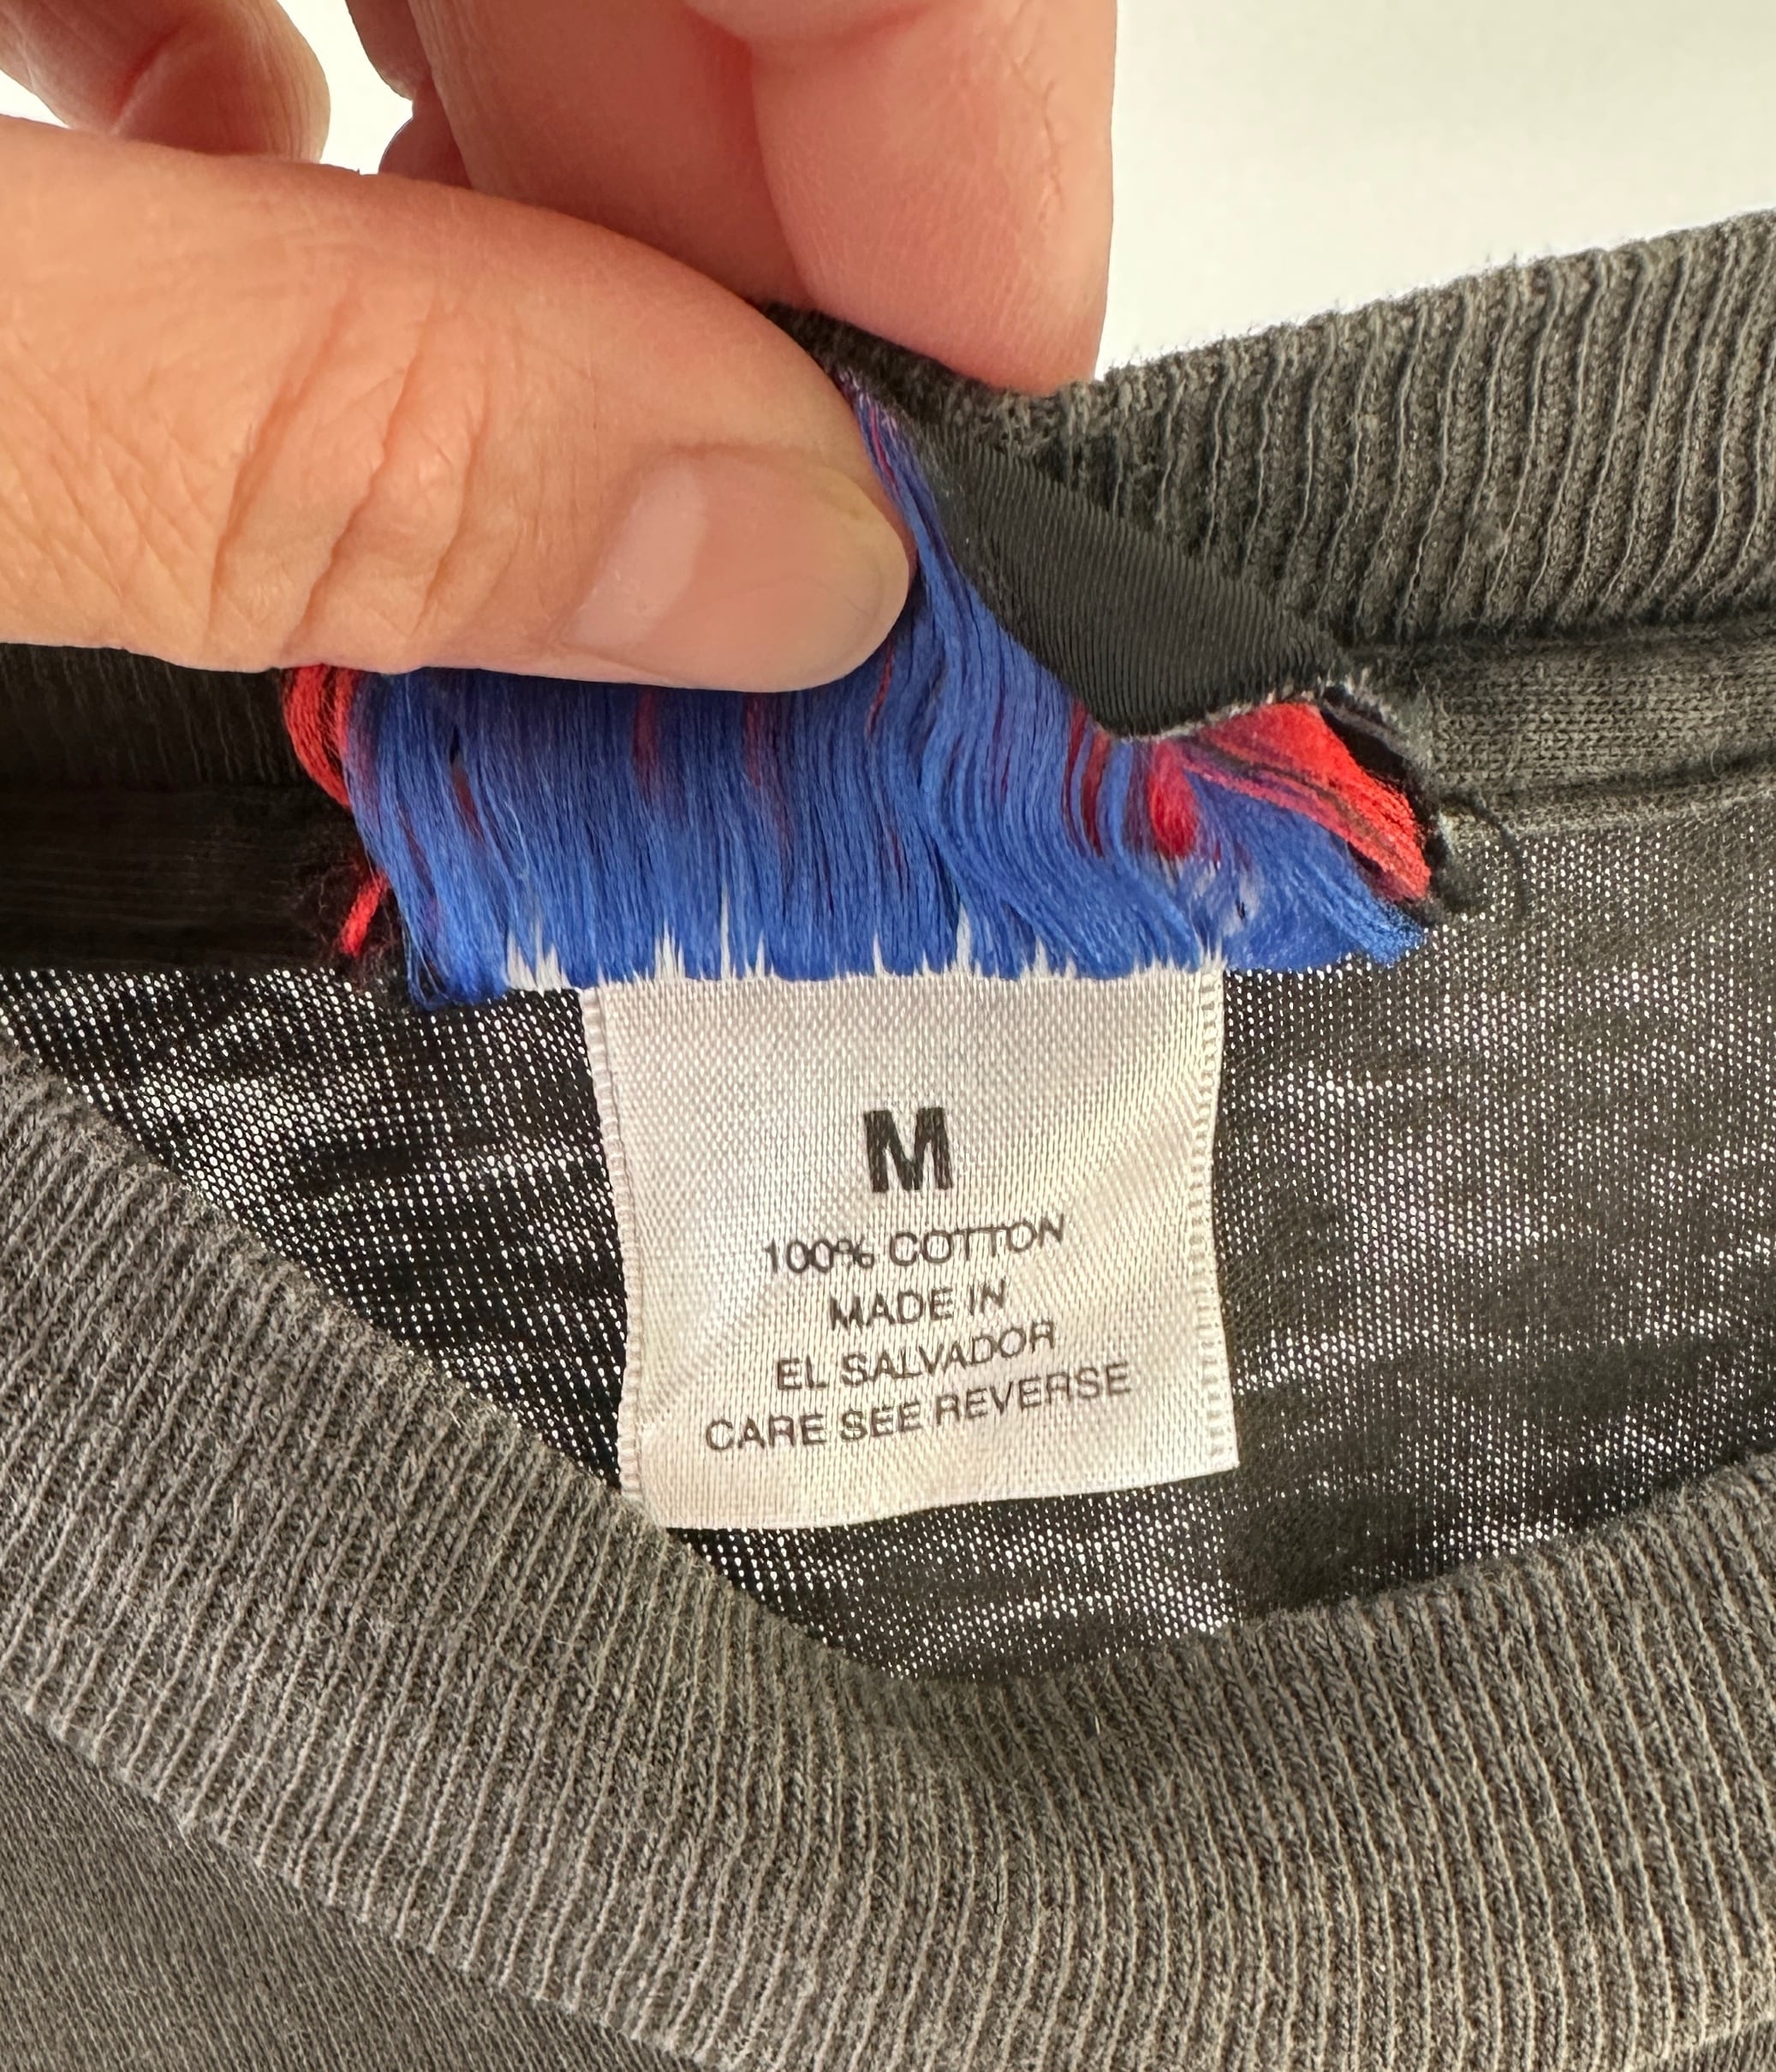 M
100% COTTON
MADE IN
EL SALVADOR
CARE SEE REVERSE